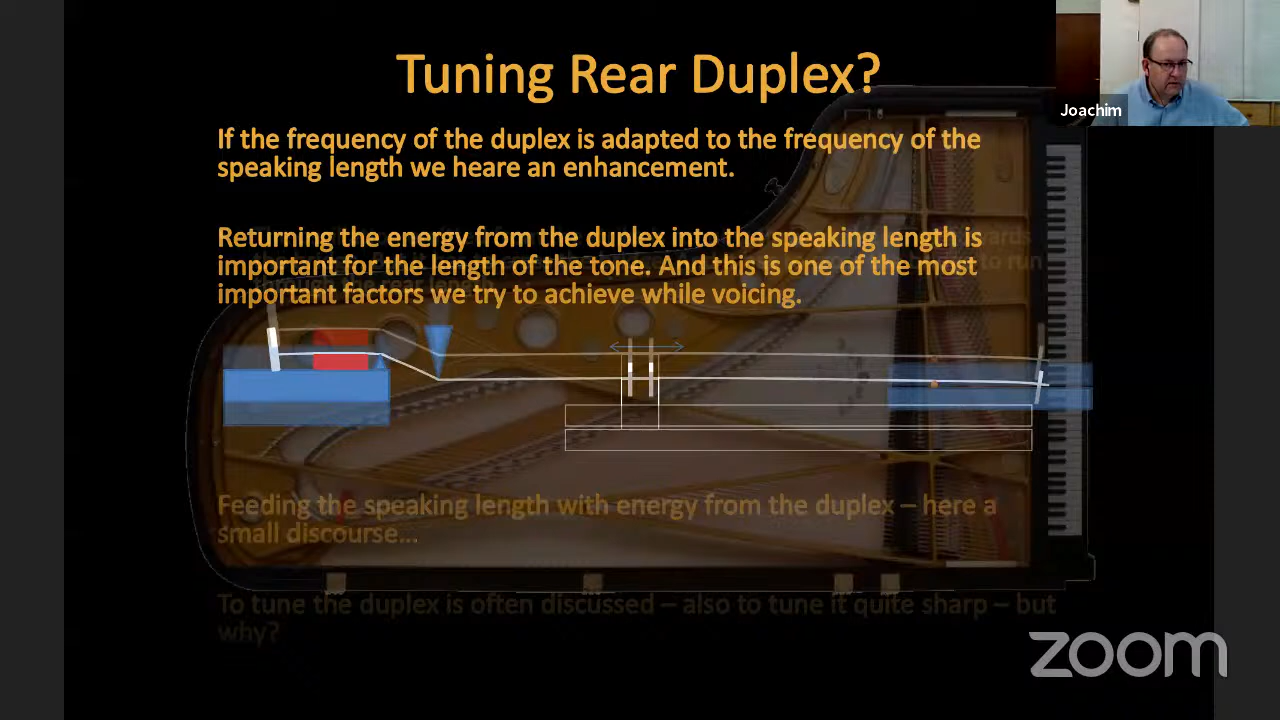 Tuning Rear Duplex?
Joachim
If the frequency of the duplex is adapted to the frequency of the
speaking length we heare an enhancement.
Returning the energy from the duplex into the speaking length is
important for the length of the tone. And this is one of the most
important factors we try to achieve while voicing.
Feeding the speaking length with energy from the duplex – here a
small discourse...
To tune the duplex is often discussed – also to tune it quite sharp – but
why?
zoom